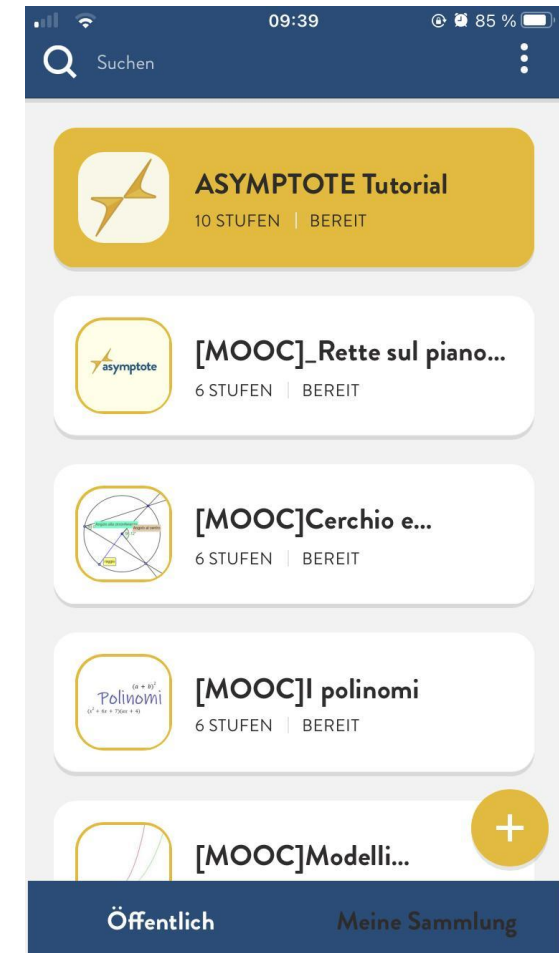 09:39
85 %
Suchen
ASYMPTOTE Tutorial
10 STUFEN | BEREIT
asymptote
[MOOC]_Rette sul piano...
6 STUFEN | BEREIT
[MOOC]Cerchio e...
6 STUFEN | BEREIT
(a + b)²
Polinomi
[MOOC]I polinomi
6 STUFEN | BEREIT
[MOOC]Modelli...
+
Öffentlich
Meine Sammlung